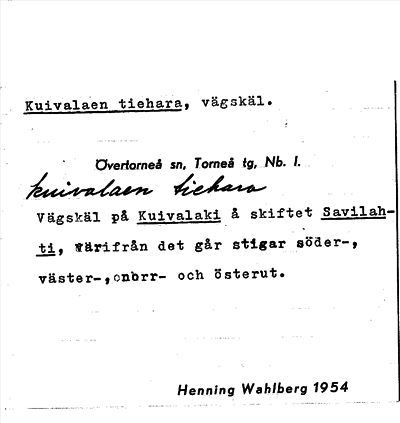 Kuivalaen tiehara, vägskäl.
Övertorneå sn, Torneå tg, Nb. l.
kuivalaen tiehara
Vägskäl på Kuivalaki å skiftet Savilah-
ti, varifrån det går stigar söder-,
väster-, norr- och österut.
Henning Wahlberg 1954